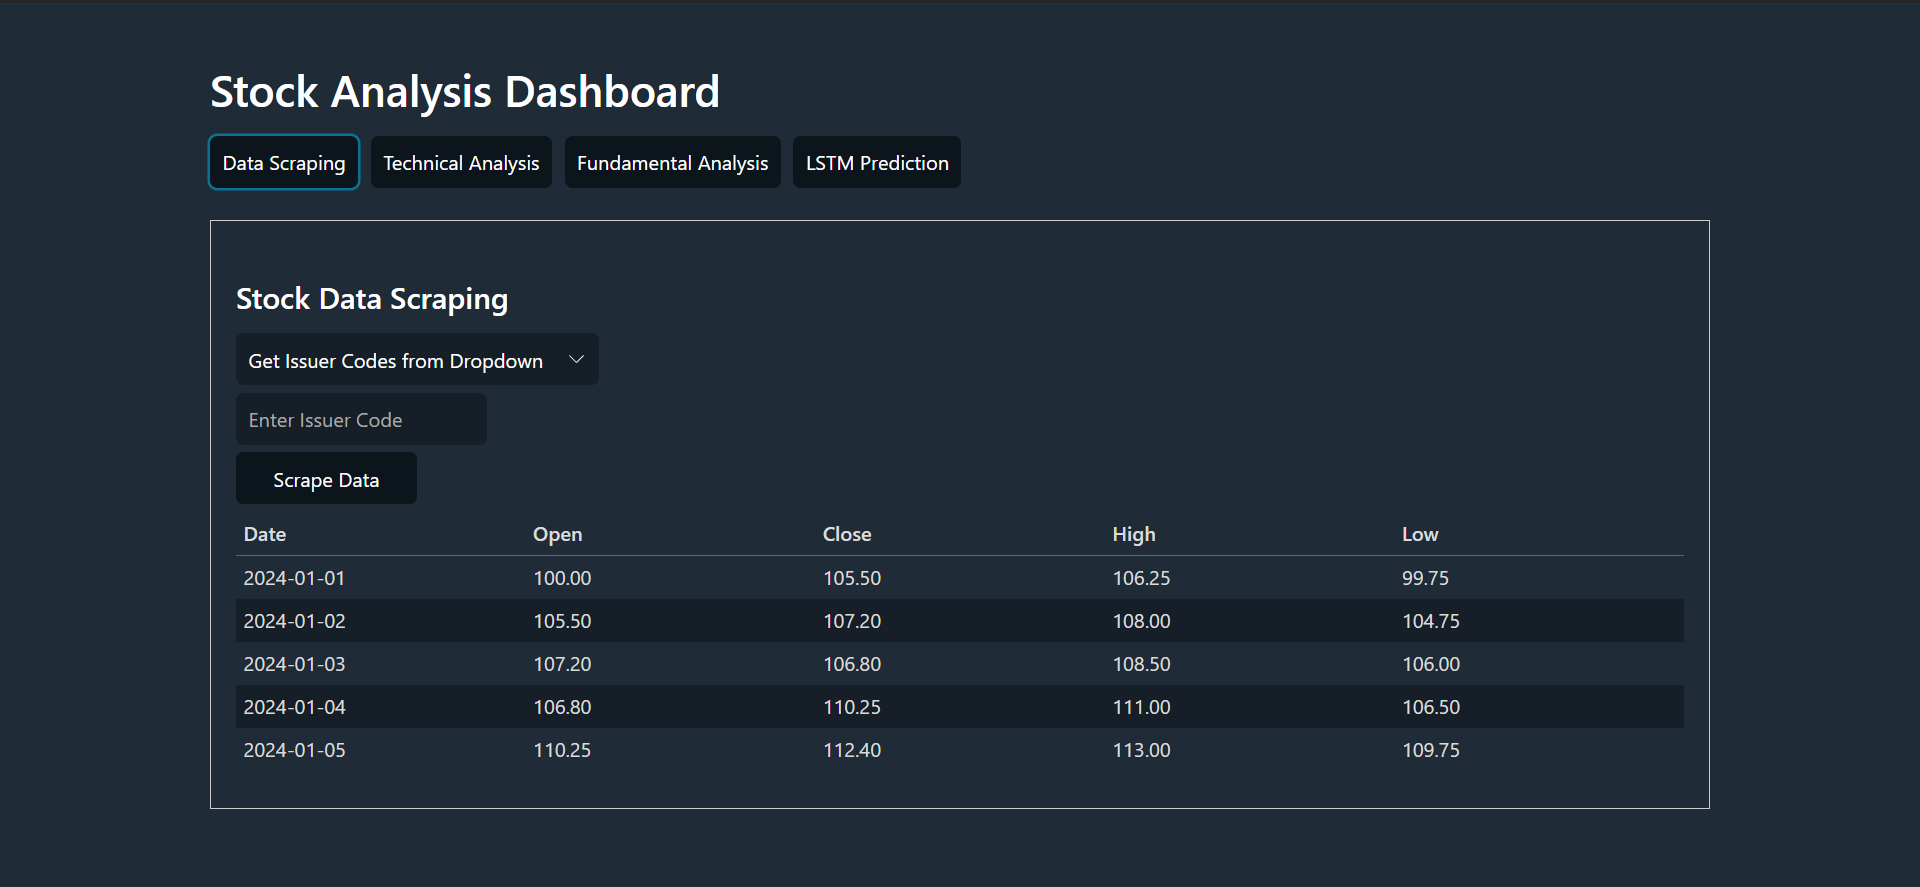 Stock Analysis Dashboard
Data Scraping Technical Analysis Fundamental Analysis LSTM Prediction
Stock Data Scraping
Get Issuer Codes from Dropdown
Enter Issuer Code
Scrape Data
Date Open Close High Low
2024-01-01 100.00 105.50 106.25 99.75
2024-01-02 105.50 107.20 108.00 104.75
2024-01-03 107.20 106.80 108.50 106.00
2024-01-04 106.80 110.25 111.00 106.50
2024-01-05 110.25 112.40 113.00 109.75